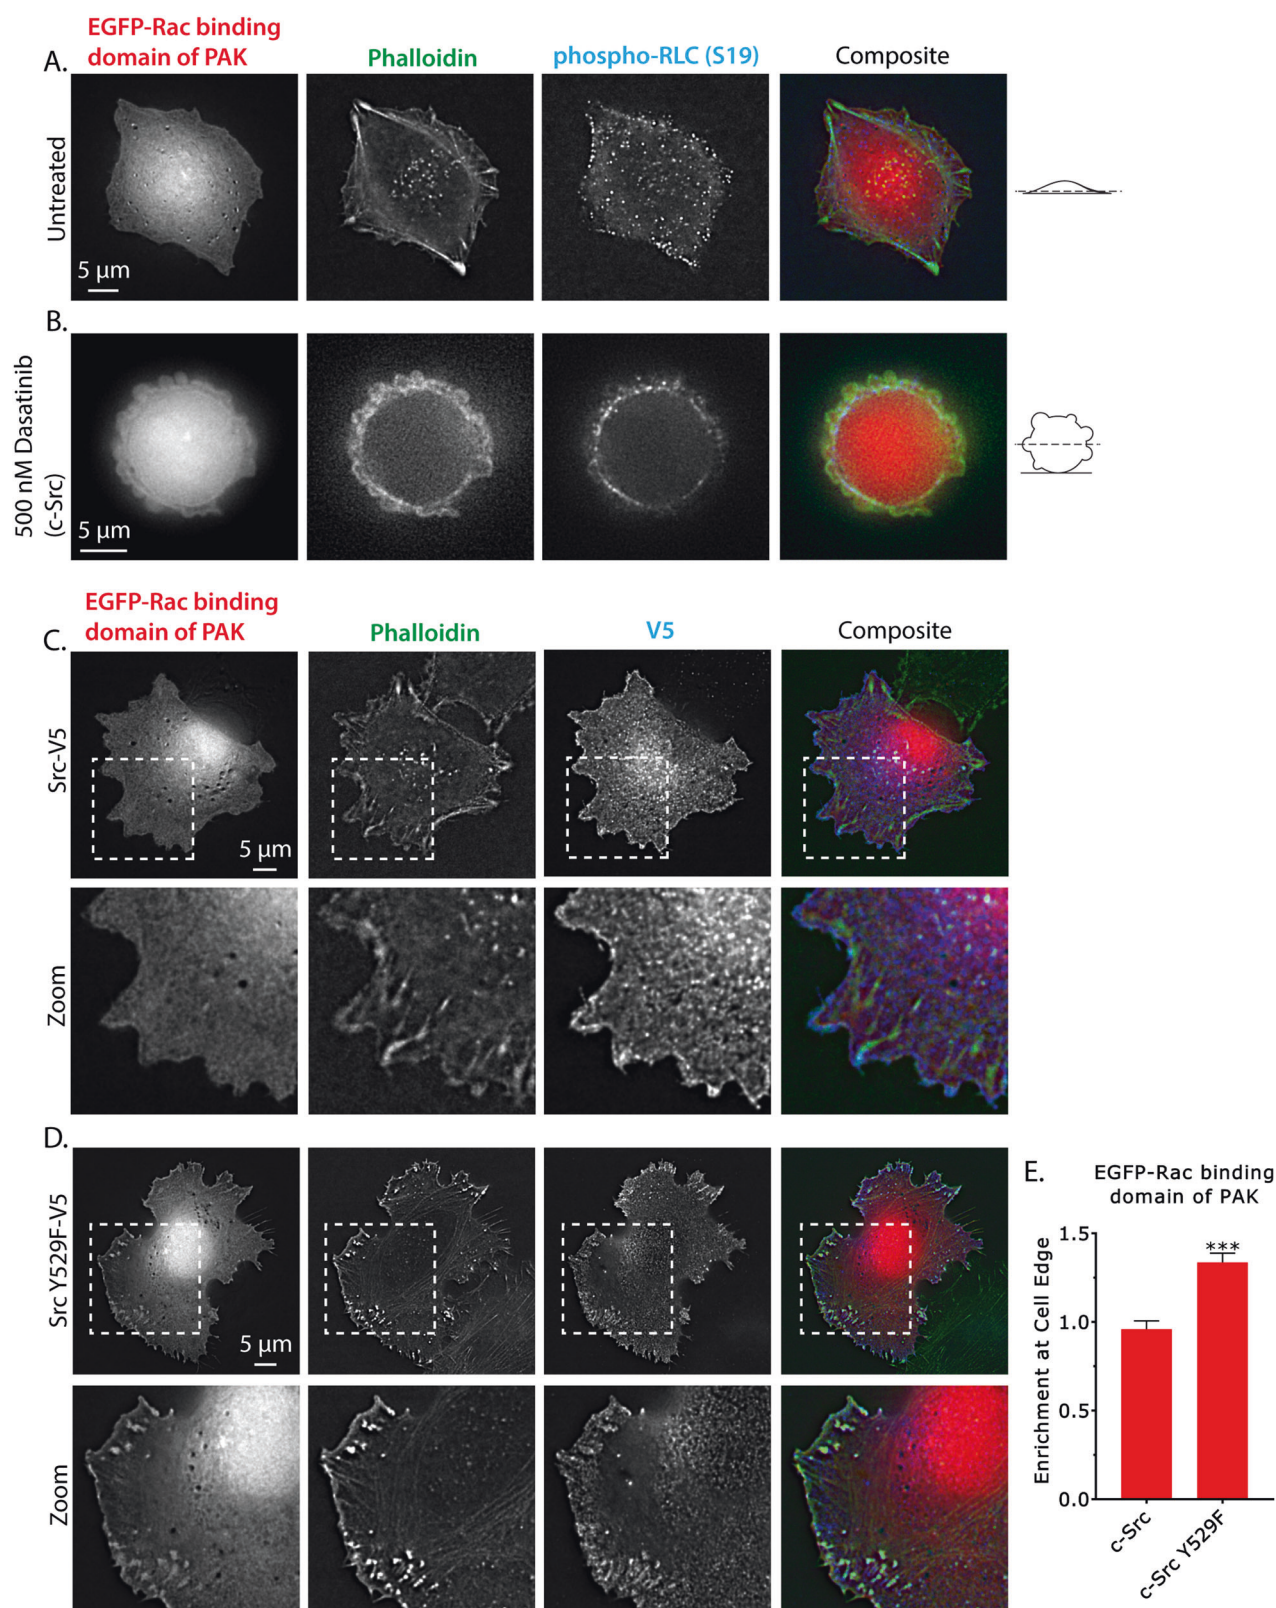 A.
EGFP-Rac binding
domain of PAK
Phalloidin
phospho-RLC (S19)
Composite
Untreated
5 µm
B.
500 nM Dasatinib
(c-Src)
5 µm
C.
EGFP-Rac binding
domain of PAK
Phalloidin
V5
Composite
Src-V5
5 µm
Zoom
D.
Src Y529F-V5
5 µm
Zoom
E.
EGFP-Rac binding
domain of PAK
Enrichment at Cell Edge
1.5
1.0
0.5
0.0
***
c-Src
c-Src Y529F